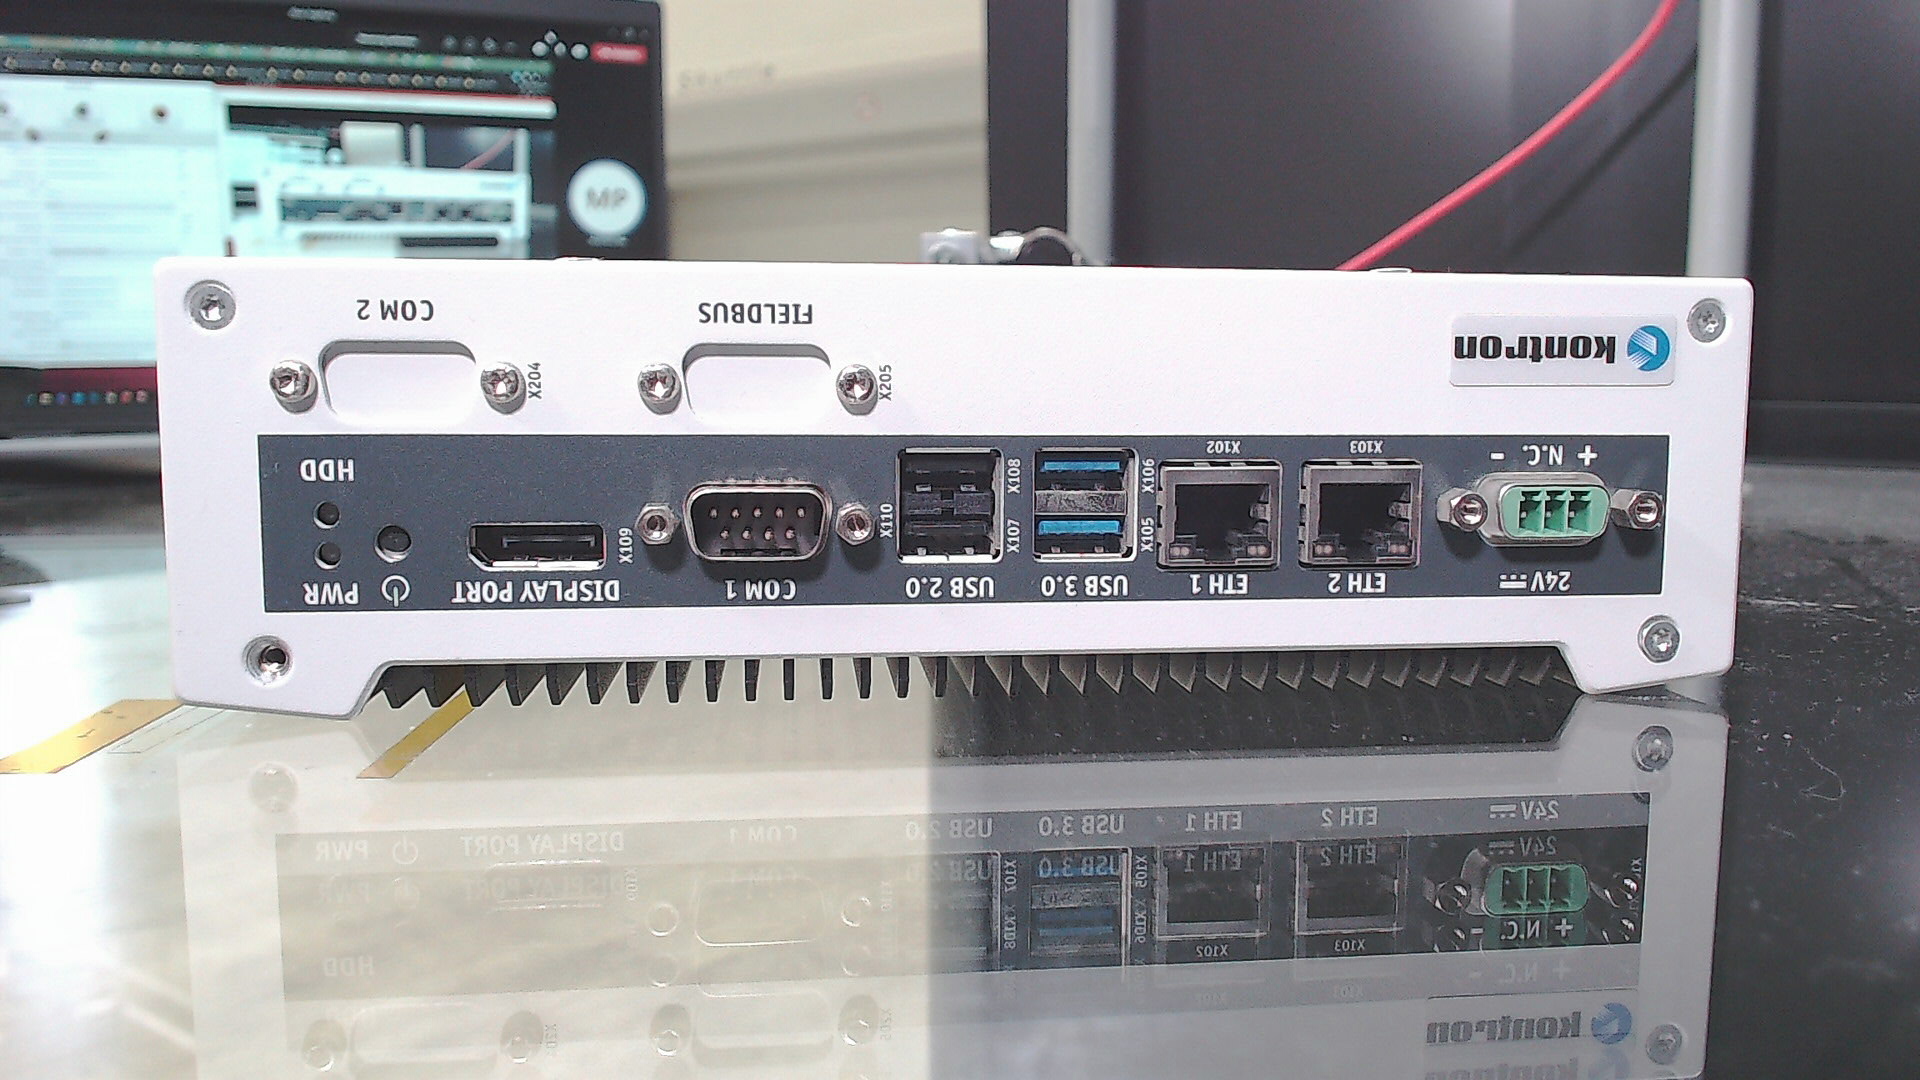 kontron
24V
ETH 2
ETH 1
USB 3.0
USB 2.0
COM 1
DISPLAY PORT
PWR
X105
X107
X110
X109
X106
X108
+ N.C. -
X103
X102
HDD
X205
X204
FIELDBUS
COM 2
MP